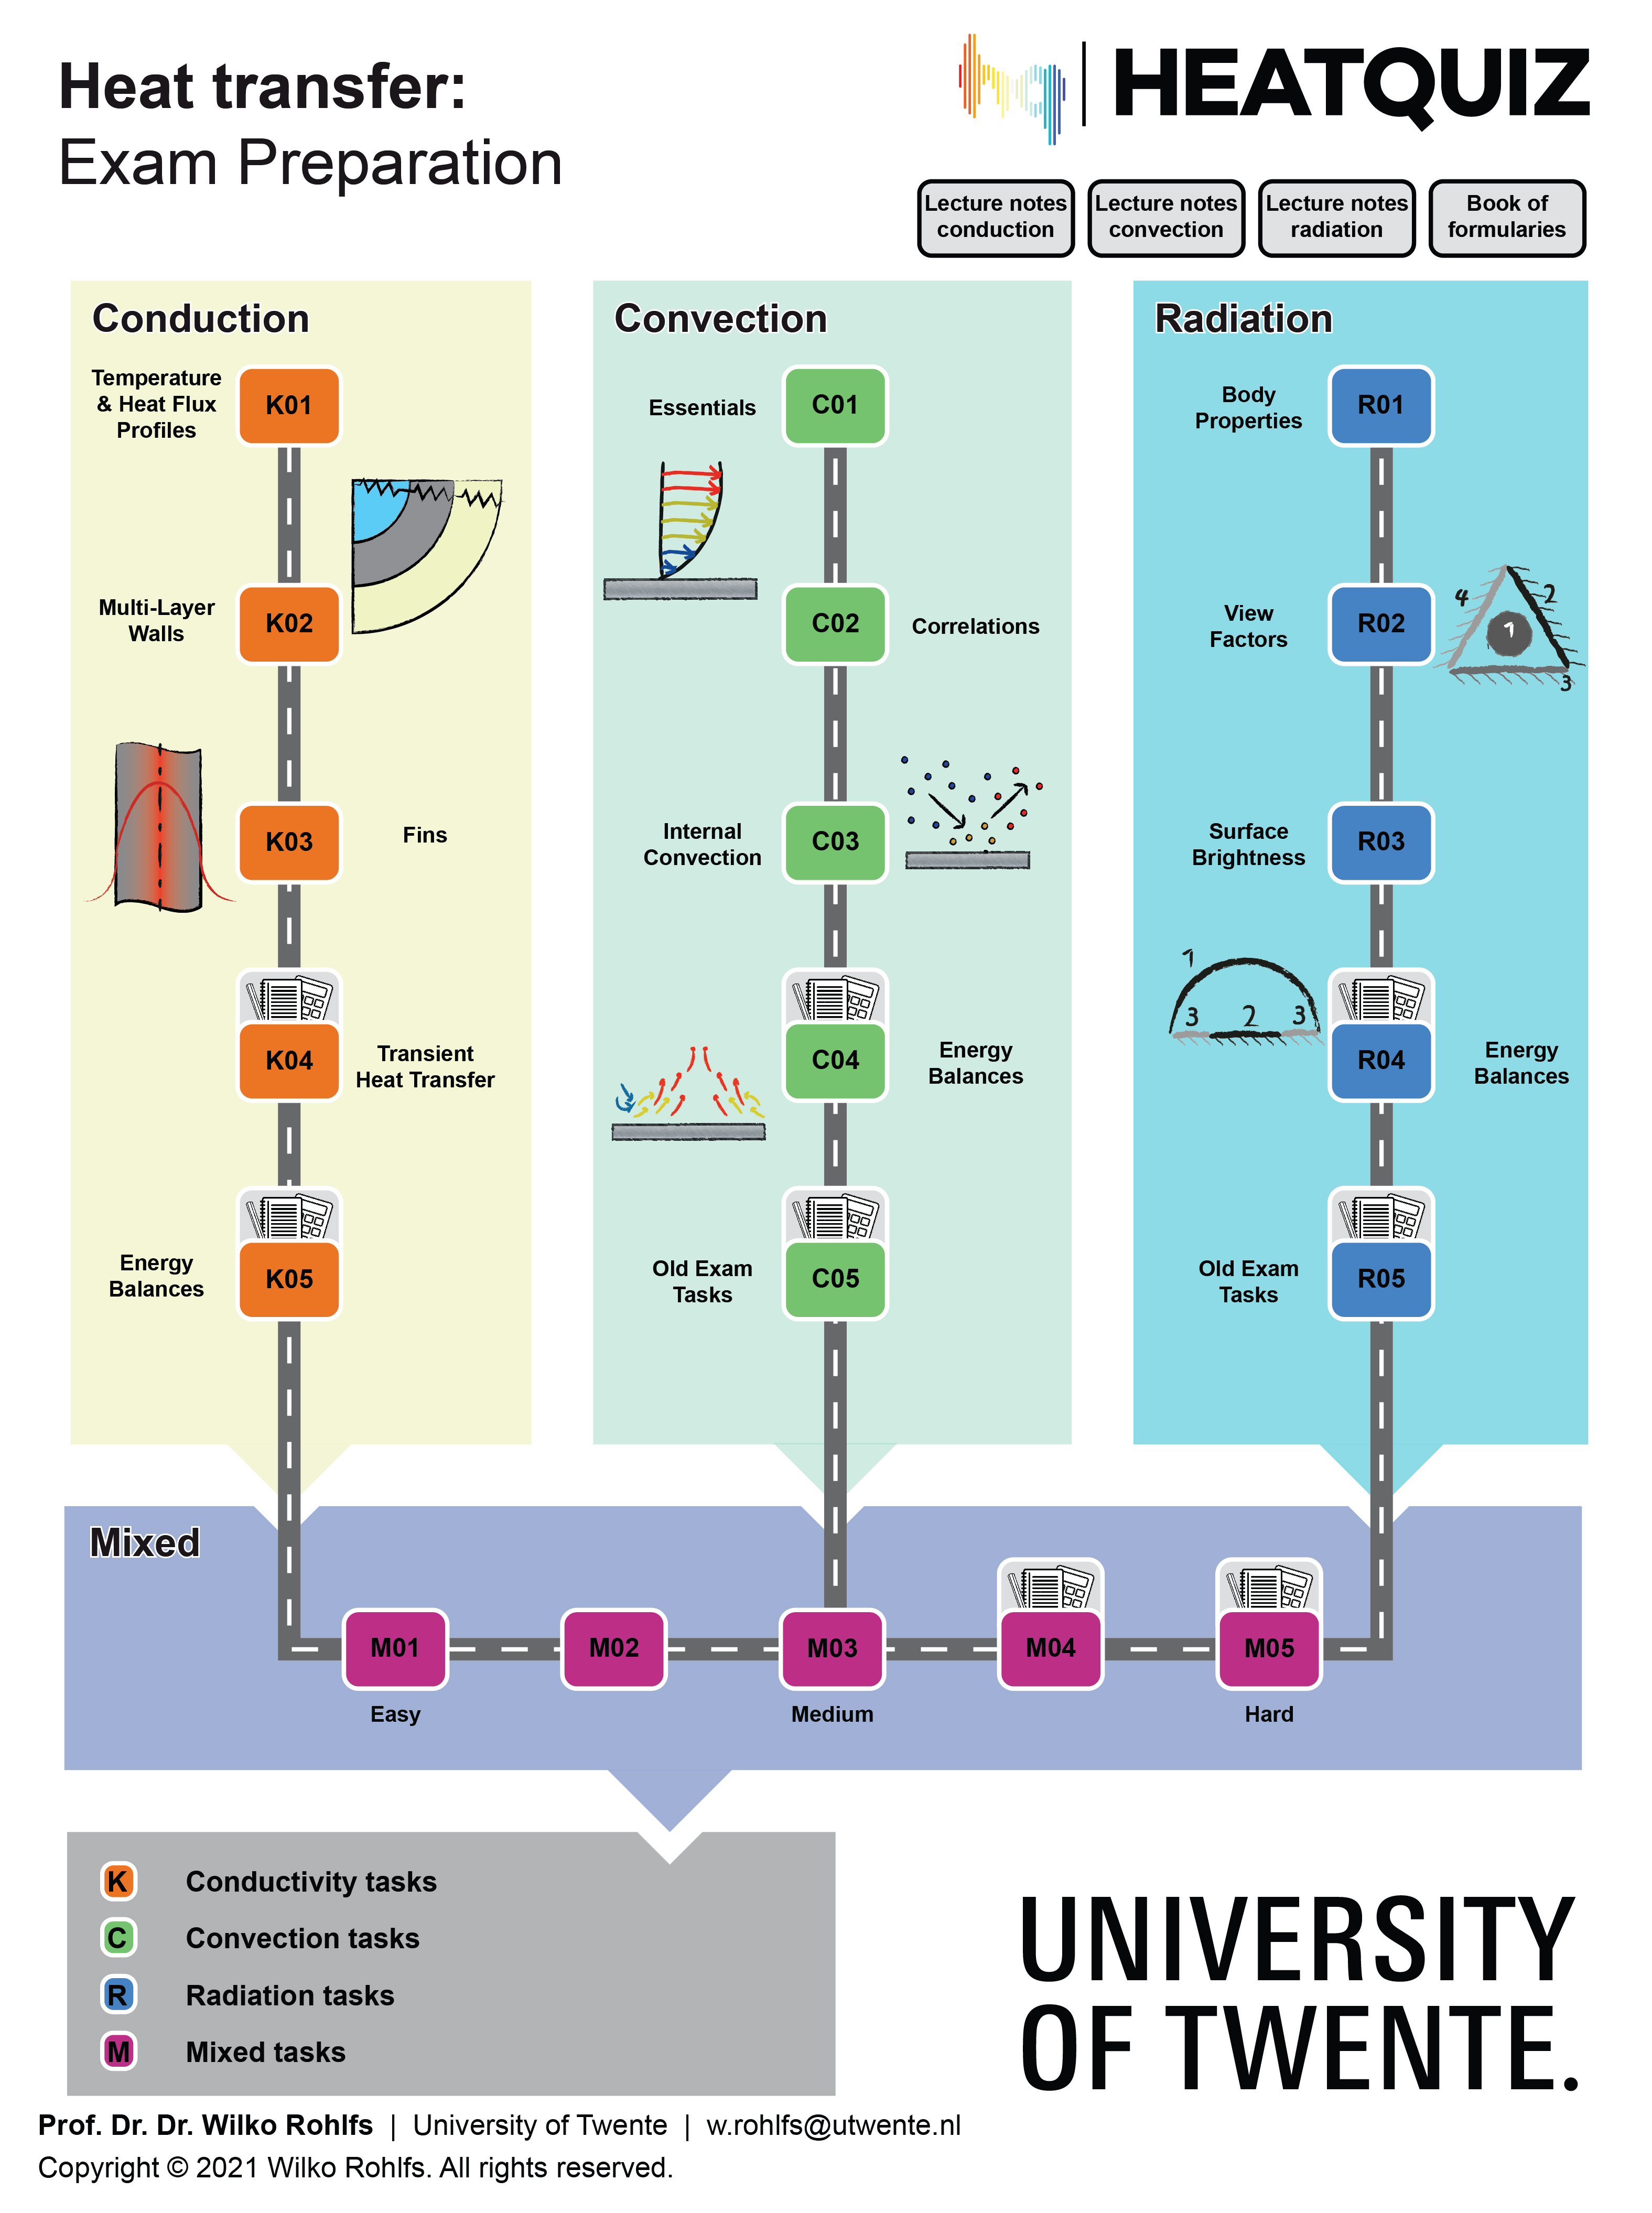 Heat transfer:
Exam Preparation
HEATQUIZ
Lecture notes
conduction
Lecture notes
convection
Lecture notes
radiation
Book of
formularies
Conduction
Temperature
& Heat Flux
Profiles
K01
Multi-Layer
Walls
K02
K03
Fins
K04
Transient
Heat Transfer
Energy
Balances
K05
Convection
Essentials
C01
C02
Correlations
Internal
Convection
C03
C04
Energy
Balances
Old Exam
Tasks
C05
Radiation
Body
Properties
R01
View
Factors
R02
4
2
1
3
Surface
Brightness
R03
1
3
2
3
R04
Energy
Balances
Old Exam
Tasks
R05
Mixed
M01
M02
M03
M04
M05
Easy
Medium
Hard
K Conductivity tasks
C Convection tasks
R Radiation tasks
M Mixed tasks
UNIVERSITY
OF TWENTE.
Prof. Dr. Dr. Wilko Rohlfs | University of Twente | w.rohlfs@utwente.nl
Copyright © 2021 Wilko Rohlfs. All rights reserved.